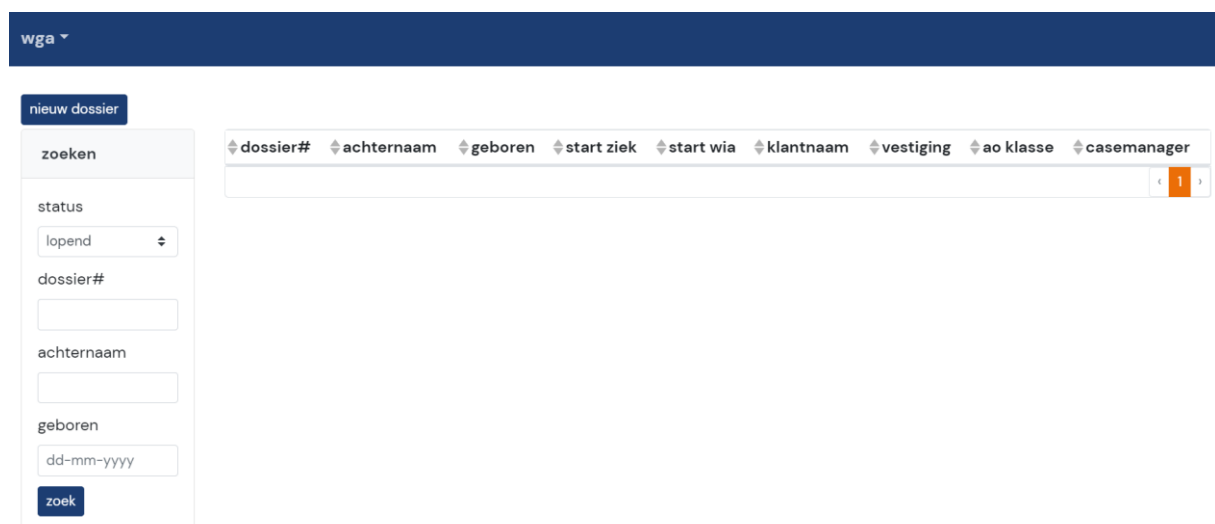 wga
nieuw dossier
zoeken
status
lopend
dossier#
achternaam
geboren
dd-mm-yyyy
zoek
dossier# achternaam geboren start ziek start wia klantnaam vestiging ao klasse casemanager
‹ 1 ›